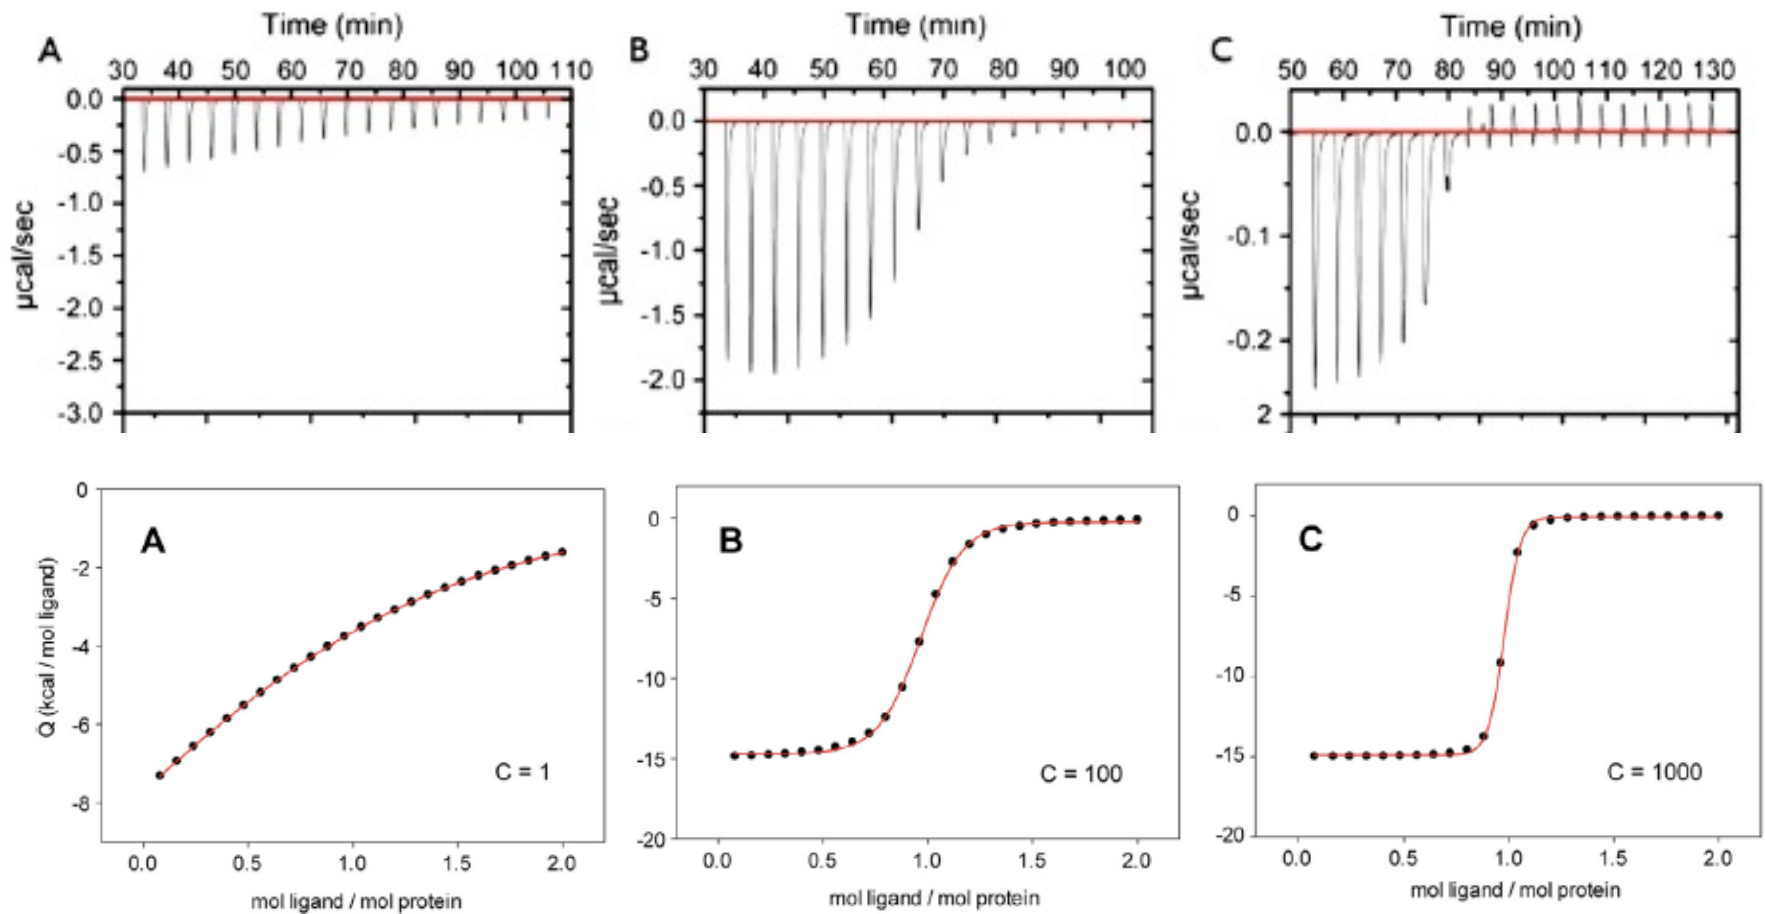 Time (min)
A
30 40 50 60 70 80 90 100 110
0.0
-0.5
-1.0
-1.5
-2.0
-2.5
-3.0
µcal/sec
Time (min)
B
30 40 50 60 70 80 90 100
0.0
-0.5
-1.0
-1.5
-2.0
µcal/sec
Time (min)
C
50 60 70 80 90 100 110 120 130
0.0
-0.1
-0.2
2
µcal/sec
A
0
-2
-4
-6
-8
Q (kcal / mol ligand)
C = 1
0.0 0.5 1.0 1.5 2.0
mol ligand / mol protein
B
0
-5
-10
-15
-20
C = 100
0.0 0.5 1.0 1.5 2.0
mol ligand / mol protein
C
0
-5
-10
-15
-20
C = 1000
0.0 0.5 1.0 1.5 2.0
mol ligand / mol protein